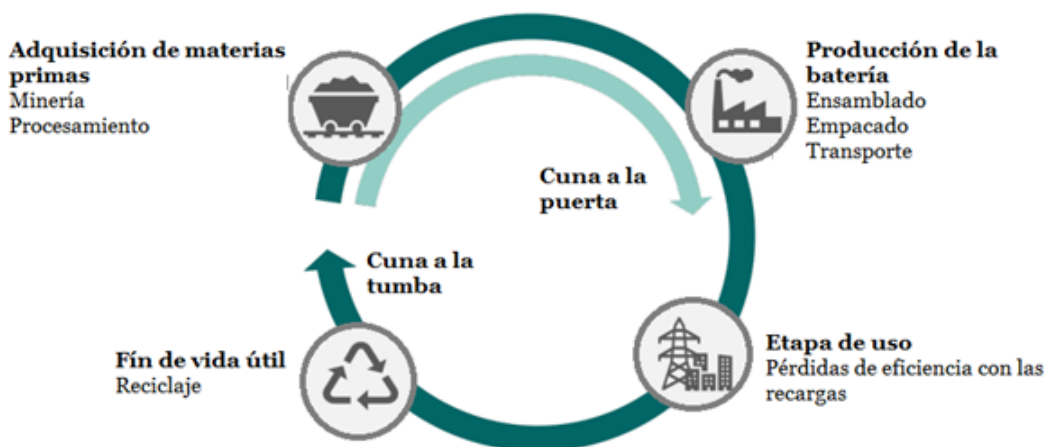 Adquisición de materias
primas
Minería
Procesamiento
Producción de la
batería
Ensamblado
Empacado
Transporte
Cuna a la
puerta
Cuna a la
tumba
Fín de vida útil
Reciclaje
Etapa de uso
Pérdidas de eficiencia con las
recargas